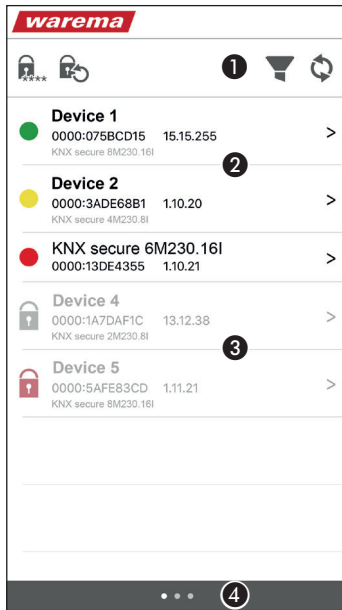 warema
****
1
Device 1
0000:075BCD15 15.15.255
KNX secure 8M230.16I
2
Device 2
0000:3ADE68B1 1.10.20
KNX secure 4M230.8I
KNX secure 6M230.16I
0000:13DE4355 1.10.21
Device 4
0000:1A7DAF1C 13.12.38
KNX secure 2M230.8I
3
Device 5
0000:5AFE83CD 1.11.21
KNX secure 8M230.16I
4